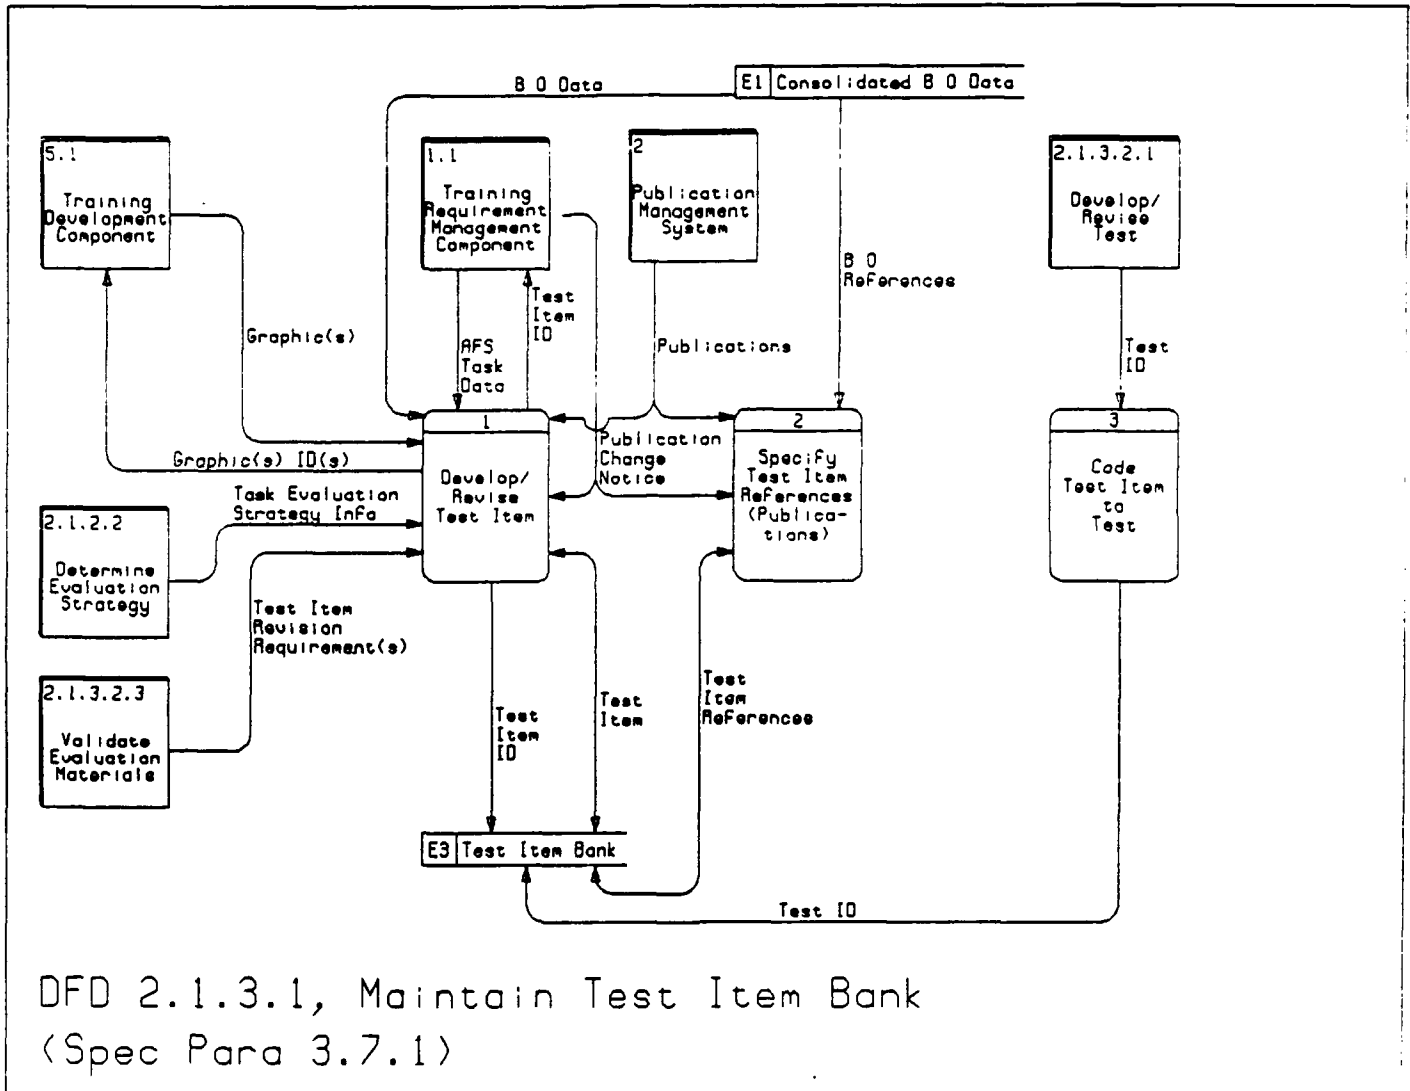 B O Data
E1 Consolidated B O Data
5.1
Training
Development
Component
1.1
Training
Requirement
Management
Component
2
Publication
Management
System
2.1.3.2.1
Develop/
Revise
Test
B O
References
Test
Item
ID
Graphic(s)
AFS
Task
Data
Publications
Test
ID
1
Develop/
Revise
Test Item
Publication
Change
Notice
2
Specify
Test Item
References
(Publica-
tions)
3
Code
Test Item
to
Test
Graphic(s) ID(s)
Task Evaluation
Strategy Info
2.1.2.2
Determine
Evaluation
Strategy
Test Item
Revision
Requirement(s)
2.1.3.2.3
Validate
Evaluation
Materials
Test
Item
ID
Test
Item
Test
Item
References
E3 Test Item Bank
Test ID
DFD 2.1.3.1, Maintain Test Item Bank
(Spec Para 3.7.1)